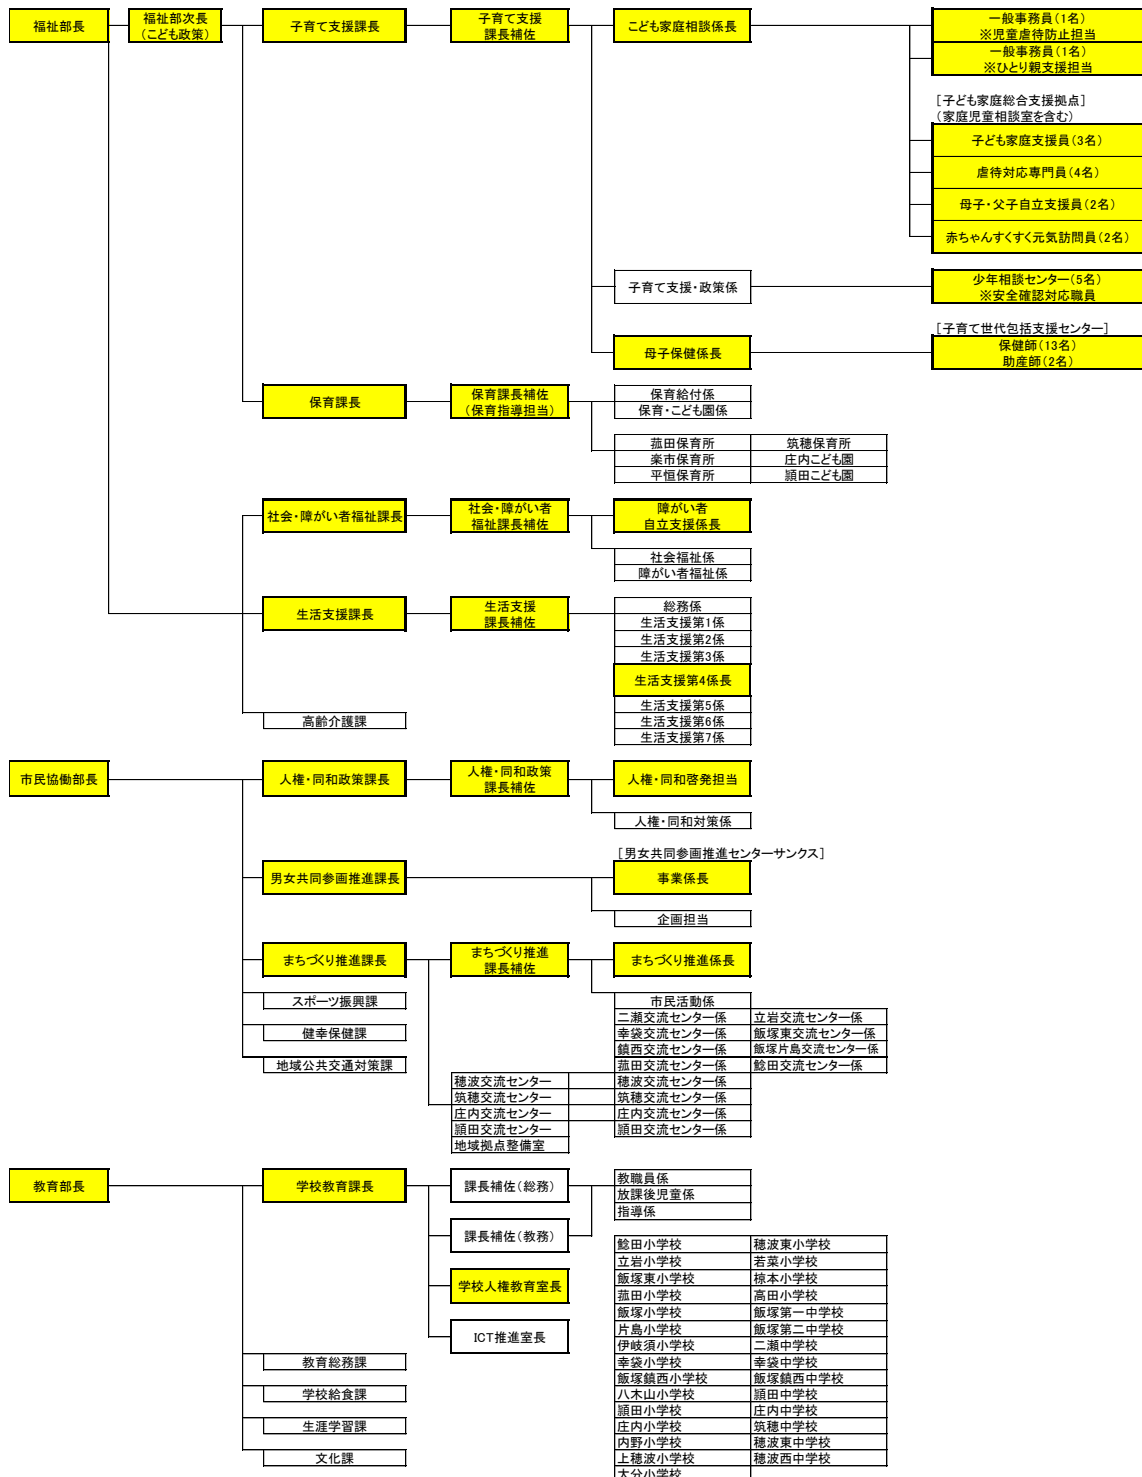 福祉部長
福祉部次長
(こども政策)
子育て支援課長
子育て支援
課長補佐
こども家庭相談係長
一般事務員(1名)
※児童虐待防止担当
一般事務員(1名)
※ひとり親支援担当
[子ども家庭総合支援拠点]
(家庭児童相談室を含む)
子ども家庭支援員(3名)
虐待対応専門員(4名)
母子・父子自立支援員(2名)
赤ちゃんすくすく元気訪問員(2名)
子育て支援・政策係
少年相談センター(5名)
※安全確認対応職員
[子育て世代包括支援センター]
母子保健係長
保健師(13名)
助産師(2名)
保育課長
保育課長補佐
(保育指導担当)
保育給付係
保育・こども園係
菰田保育所
筑穂保育所
楽市保育所
庄内こども園
平恒保育所
頴田こども園
社会・障がい者福祉課長
社会・障がい者
福祉課長補佐
障がい者
自立支援係長
社会福祉係
障がい者福祉係
生活支援課長
生活支援
課長補佐
総務係
生活支援第1係
生活支援第2係
生活支援第3係
生活支援第4係長
生活支援第5係
生活支援第6係
生活支援第7係
高齢介護課
市民協働部長
人権・同和政策課長
人権・同和政策
課長補佐
人権・同和啓発担当
人権・同和対策係
[男女共同参画推進センターサンクス]
男女共同参画推進課長
事業係長
企画担当
まちづくり推進課長
まちづくり推進
課長補佐
まちづくり推進係長
スポーツ振興課
健幸保健課
地域公共交通対策課
市民活動係
二瀬交流センター係
立岩交流センター係
幸袋交流センター係
飯塚東交流センター係
鎮西交流センター係
飯塚片島交流センター係
菰田交流センター係
鯰田交流センター係
穂波交流センター
穂波交流センター係
筑穂交流センター
筑穂交流センター係
庄内交流センター
庄内交流センター係
頴田交流センター
頴田交流センター係
地域拠点整備室
教育部長
学校教育課長
課長補佐(総務)
教職員係
放課後児童係
指導係
課長補佐(教務)
学校人権教育室長
ICT推進室長
教育総務課
学校給食課
生涯学習課
文化課
鯰田小学校
穂波東小学校
立岩小学校
若菜小学校
飯塚東小学校
椋本小学校
菰田小学校
高田小学校
飯塚小学校
飯塚第一中学校
片島小学校
飯塚第二中学校
伊岐須小学校
二瀬中学校
幸袋小学校
幸袋中学校
飯塚鎮西小学校
飯塚鎮西中学校
八木山小学校
頴田中学校
頴田小学校
庄内中学校
庄内小学校
筑穂中学校
内野小学校
穂波東中学校
上穂波小学校
穂波西中学校
大分小学校